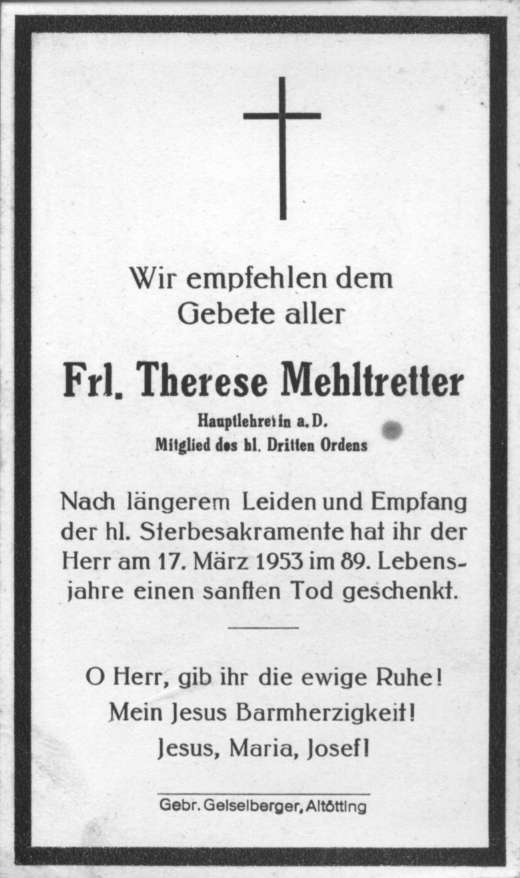 Wir empfehlen dem
Gebete aller
Frl. Therese Mehltretter
Hauptlehrerin a. D.
Mitglied des hl. Dritten Ordens
Nach längerem Leiden und Empfang
der hl. Sterbesakramente hat ihr der
Herr am 17. März 1953 im 89. Lebens-
jahre einen sanften Tod geschenkt.
O Herr, gib ihr die ewige Ruhe!
Mein Jesus Barmherzigkeit!
Jesus, Maria, Josef!
Gebr. Geiselberger, Altötting